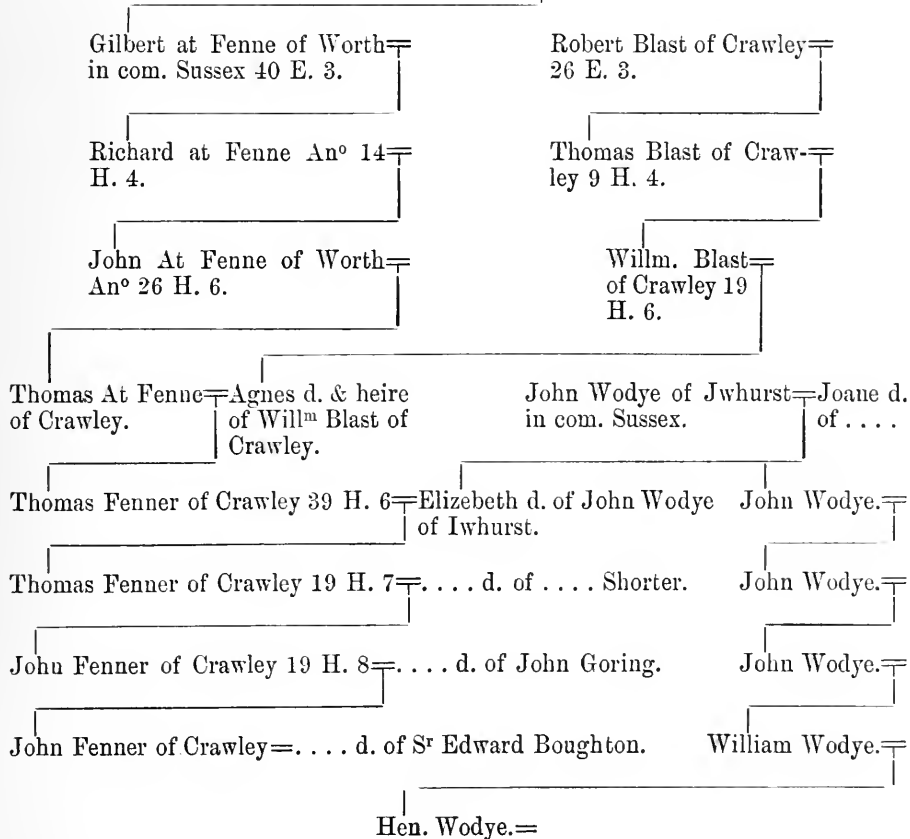 Gilbert at Fenne of Worth= Robert Blast of Crawley=
in com. Sussex 40 E. 3. 26 E. 3.
Richard at Fenne Anº 14= Thomas Blast of Craw-=
H. 4. ley 9 H. 4.
John At Fenne of Worth= Willm. Blast=
Anº 26 H. 6. of Crawley 19
H. 6.
Thomas At Fenne=Agnes d. & heire John Wodye of Jwhurst=Joane d.
of Crawley. of Willᵐ Blast of in com. Sussex. of . . . .
Crawley.
Thomas Fenner of Crawley 39 H. 6=Elizebeth d. of John Wodye John Wodye.=
of Iwhurst.
Thomas Fenner of Crawley 19 H. 7=. . . . d. of . . . . Shorter. John Wodye.=
John Fenner of Crawley 19 H. 8=. . . . d. of John Goring. John Wodye.=
John Fenner of Crawley=. . . . d. of Sʳ Edward Boughton. William Wodye.=
Hen. Wodye.=